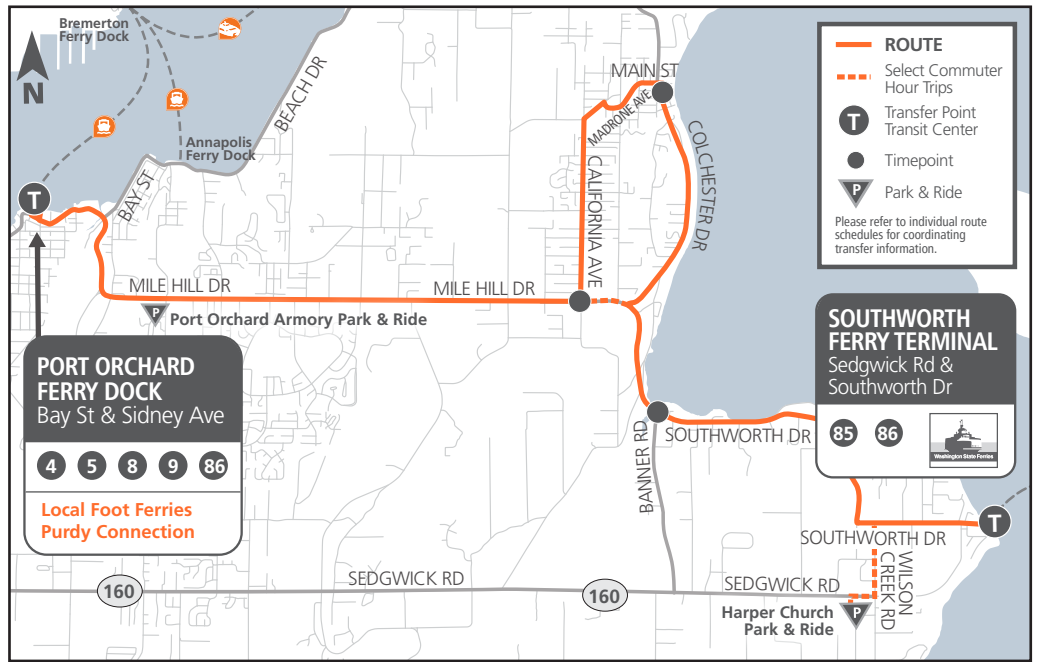 Bremerton
Ferry Dock
N
Annapolis
Ferry Dock
BEACH DR
BAY ST
T
MAIN ST
MADRONE AVE
COLCHESTER DR
CALIFORNIA AVE
MILE HILL DR
MILE HILL DR
P
Port Orchard Armory Park & Ride
ROUTE
Select Commuter
Hour Trips
T
Transfer Point
Transit Center
Timepoint
P
Park & Ride
Please refer to individual route
schedules for coordinating
transfer information.
PORT ORCHARD
FERRY DOCK
Bay St & Sidney Ave
4 5 8 9 86
Local Foot Ferries
Purdy Connection
SOUTHWORTH
FERRY TERMINAL
Sedgwick Rd &
Southworth Dr
85 86
Washington State Ferries
SOUTHWORTH DR
BANNER RD
T
SOUTHWORTH DR
WILSON
CREEK RD
SEDGWICK RD
SEDGWICK RD
160
160
Harper Church
Park & Ride
P